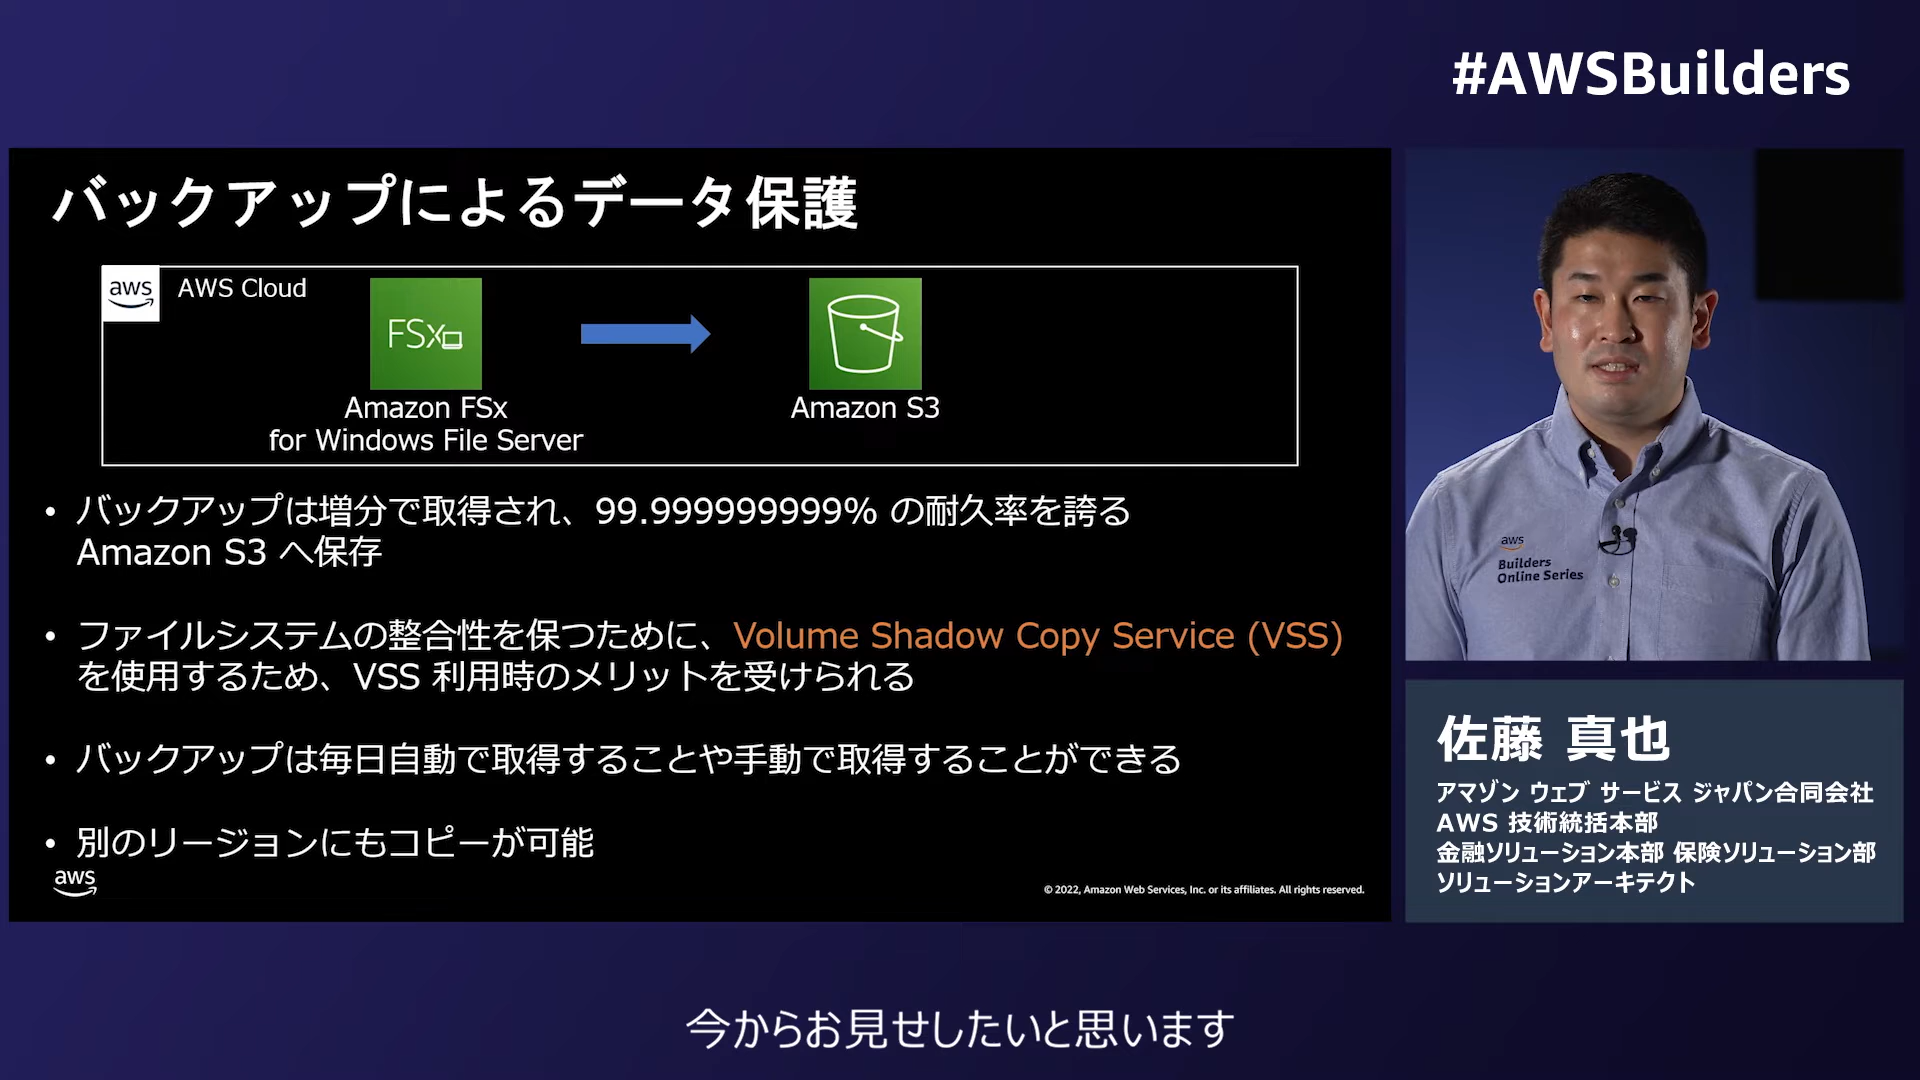 #AWSBuilders
バックアップによるデータ保護
aws
AWS Cloud
FSx
Amazon FSx
for Windows File Server
Amazon S3
• バックアップは増分で取得され、99.999999999% の耐久率を誇る
Amazon S3 へ保存
• ファイルシステムの整合性を保つために、Volume Shadow Copy Service (VSS)
を使用するため、VSS 利用時のメリットを受けられる
• バックアップは毎日自動で取得することや手動で取得することができる
• 別のリージョンにもコピーが可能
aws
© 2022, Amazon Web Services, Inc. or its affiliates. All rights reserved.
aws
Builders
Online Series
佐藤 真也
アマゾン ウェブ サービス ジャパン合同会社
AWS 技術統括本部
金融ソリューション本部 保険ソリューション部
ソリューションアーキテクト
今からお見せしたいと思います